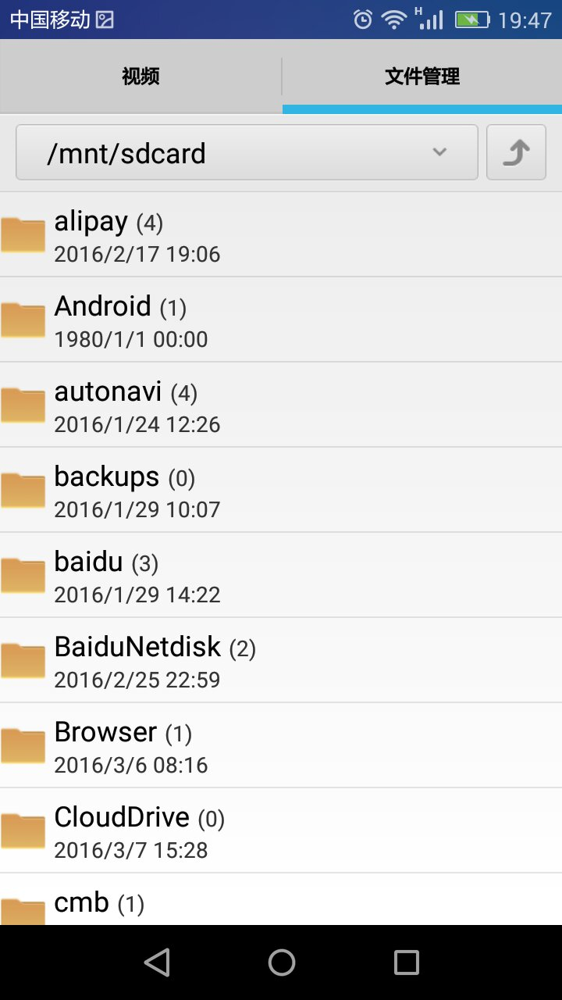 中国移动 H 19:47
视频 文件管理
/mnt/sdcard
alipay (4)
2016/2/17 19:06
Android (1)
1980/1/1 00:00
autonavi (4)
2016/1/24 12:26
backups (0)
2016/1/29 10:07
baidu (3)
2016/1/29 14:22
BaiduNetdisk (2)
2016/2/25 22:59
Browser (1)
2016/3/6 08:16
CloudDrive (0)
2016/3/7 15:28
cmb (1)